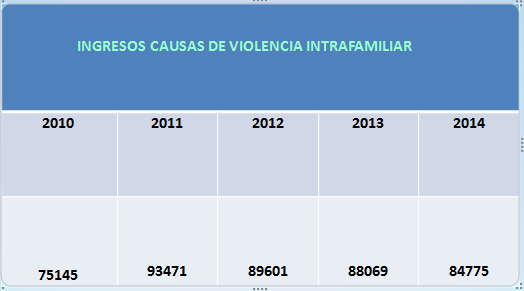 INGRESOS CAUSAS DE VIOLENCIA INTRAFAMILIAR
2010 2011 2012 2013 2014
75145 93471 89601 88069 84775